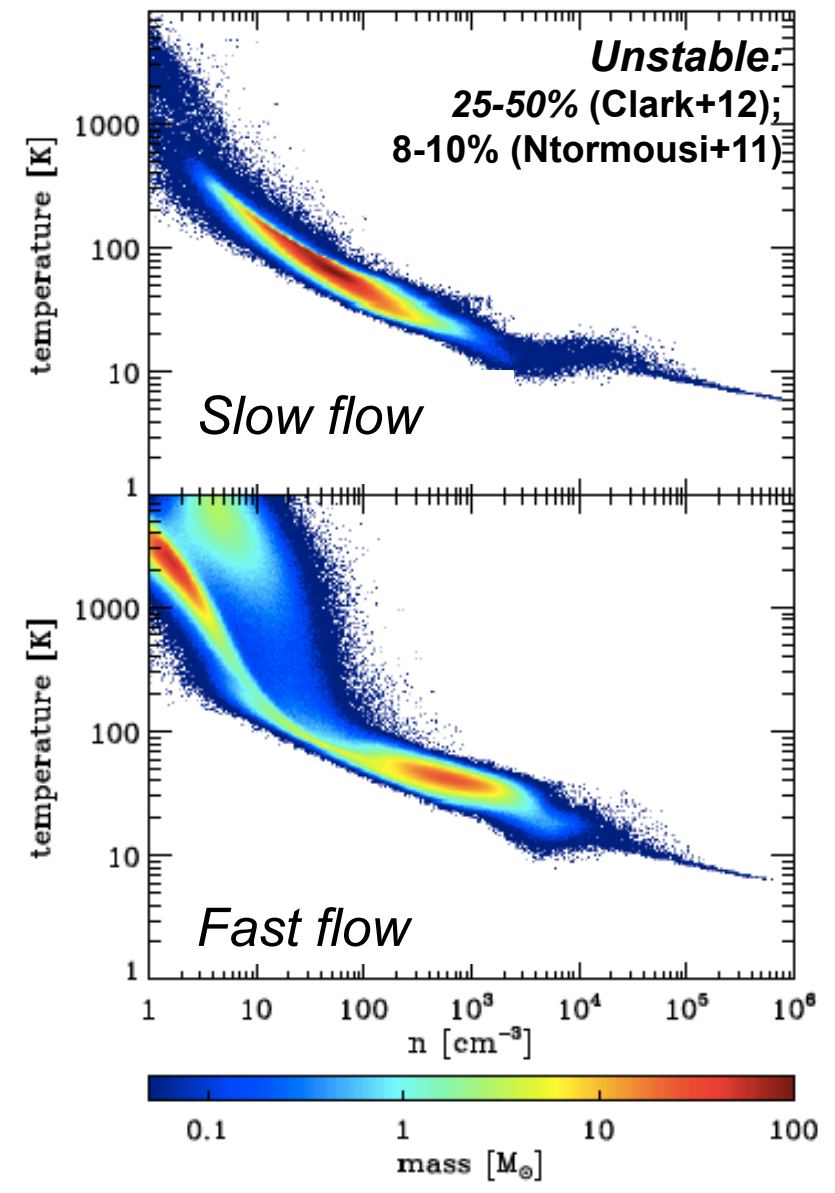 Unstable:
25-50% (Clark+12);
8-10% (Ntormousi+11)
temperature [K]
1000
100
10
1
Slow flow
temperature [K]
1000
100
10
1
Fast flow
1 10 100 10³ 10⁴ 10⁵ 10⁶
n [cm⁻³]
0.1 1 10 100
mass [M☉]